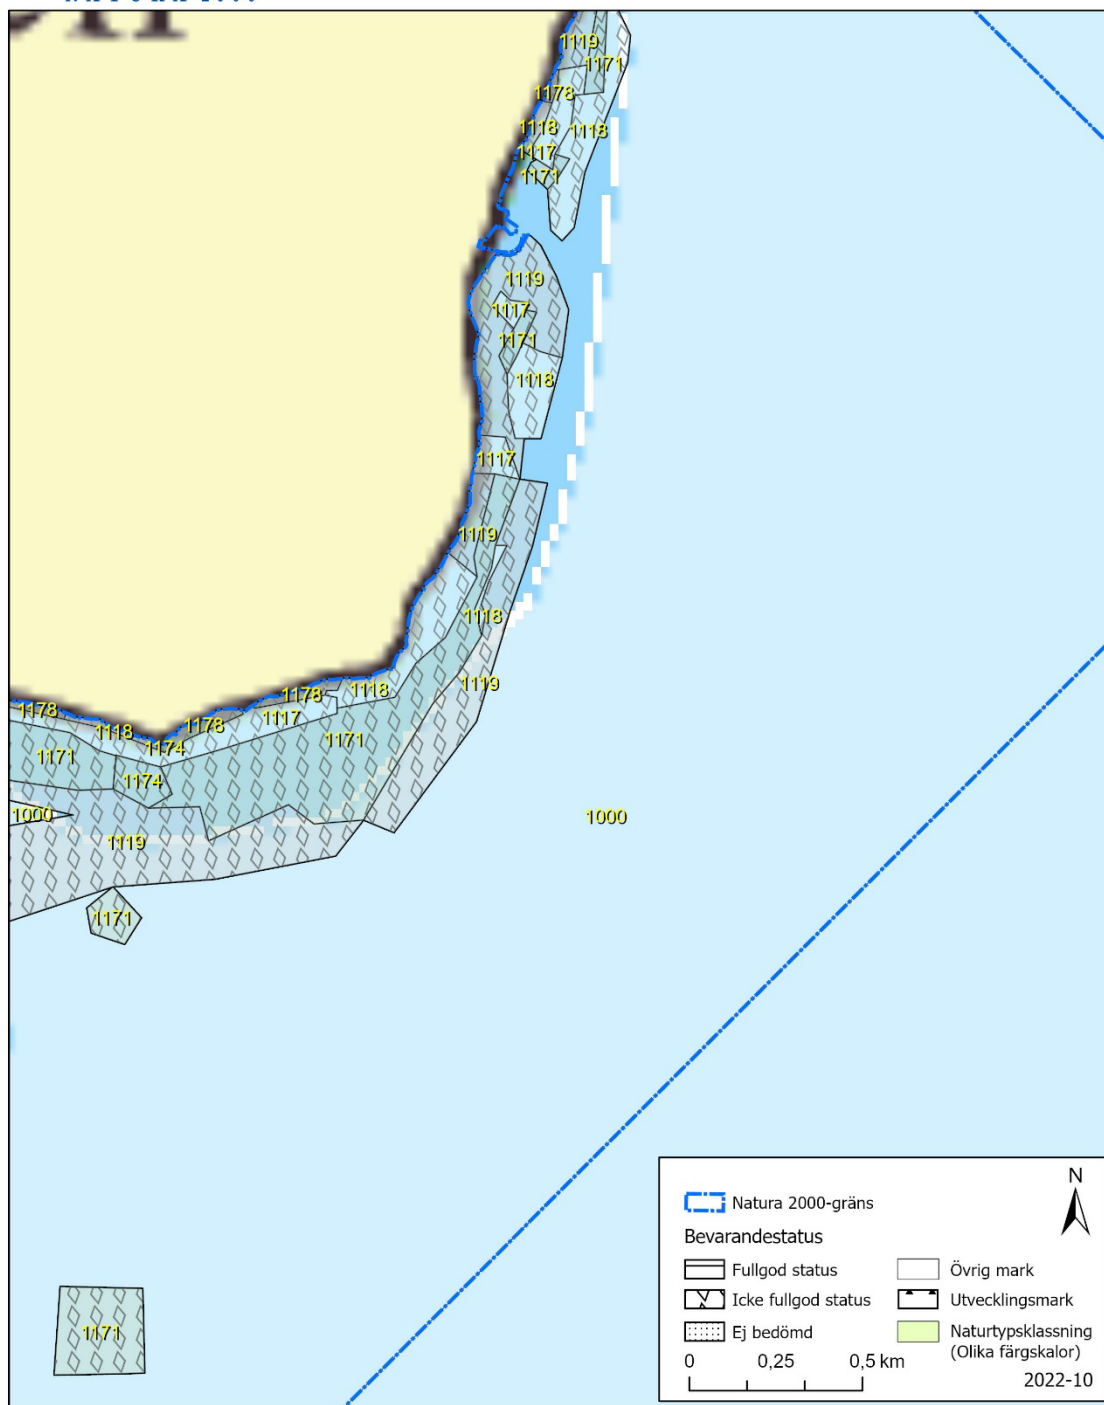 1119
1171
1178
1118
1118
1117
1171
1119
1117
1171
1118
1117
1119
1118
1119
1178
1118
1178
1117
1118
1178
1174
1171
1171
1174
1000
1000
1119
1171
1171
N
Natura 2000-gräns
Bevarandestatus
Fullgod status
Övrig mark
Icke fullgod status
Utvecklingsmark
Ej bedömd
Naturtypsklassning
(Olika färgskalor)
0 0,25 0,5 km
2022-10